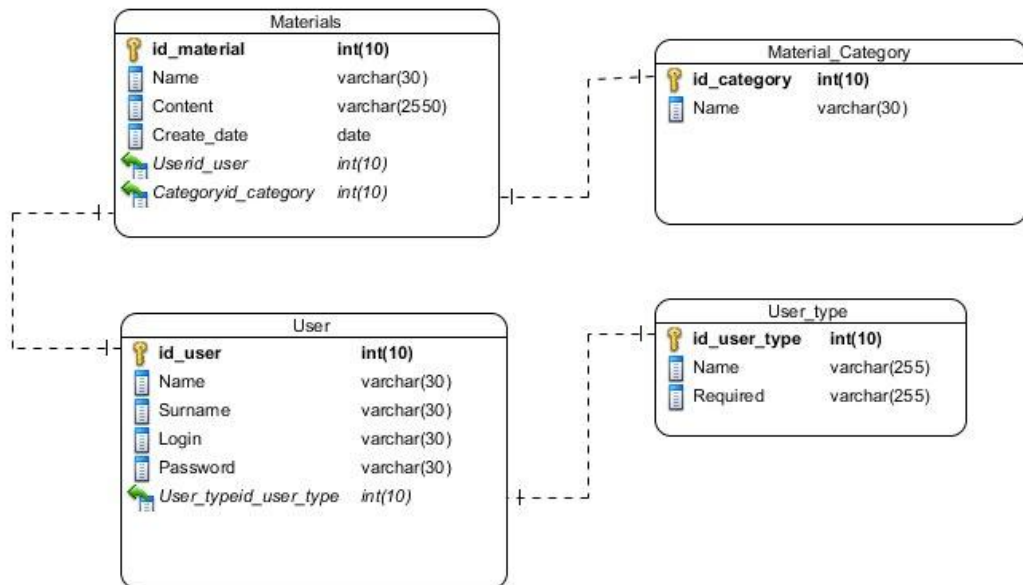 Materials
id_material int(10)
Name varchar(30)
Content varchar(2550)
Create_date date
Userid_user int(10)
Categoryid_category int(10)
Material_Category
id_category int(10)
Name varchar(30)
User
id_user int(10)
Name varchar(30)
Surname varchar(30)
Login varchar(30)
Password varchar(30)
User_typeid_user_type int(10)
User_type
id_user_type int(10)
Name varchar(255)
Required varchar(255)